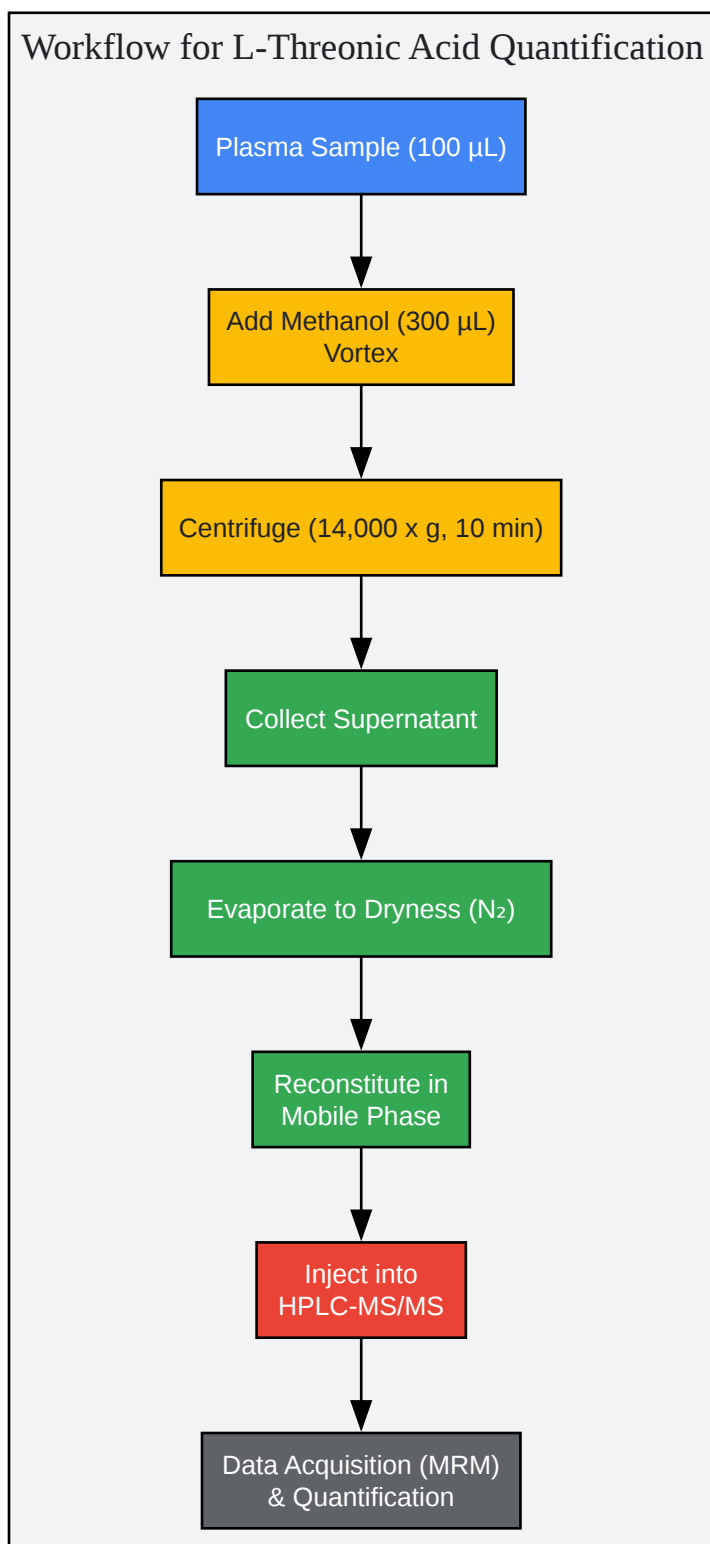 Workflow for L-Threonic Acid Quantification
Plasma Sample (100 µL)
Add Methanol (300 µL)
Vortex
Centrifuge (14,000 x g, 10 min)
Collect Supernatant
Evaporate to Dryness (N₂)
Reconstitute in
Mobile Phase
Inject into
HPLC-MS/MS
Data Acquisition (MRM)
& Quantification